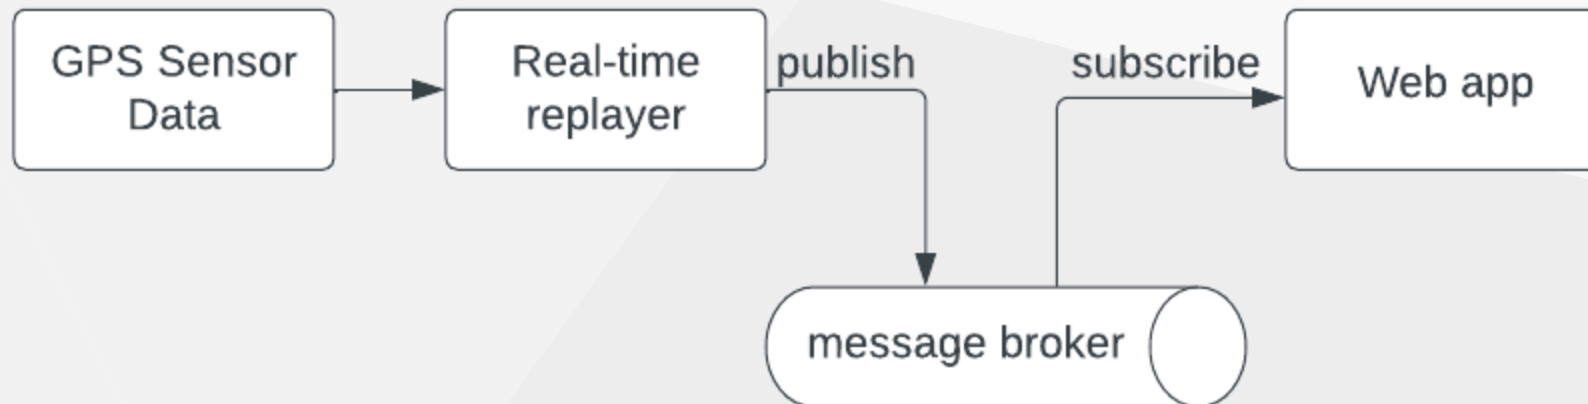 GPS Sensor
Data
Real-time
replayer
publish
subscribe
Web app
message broker